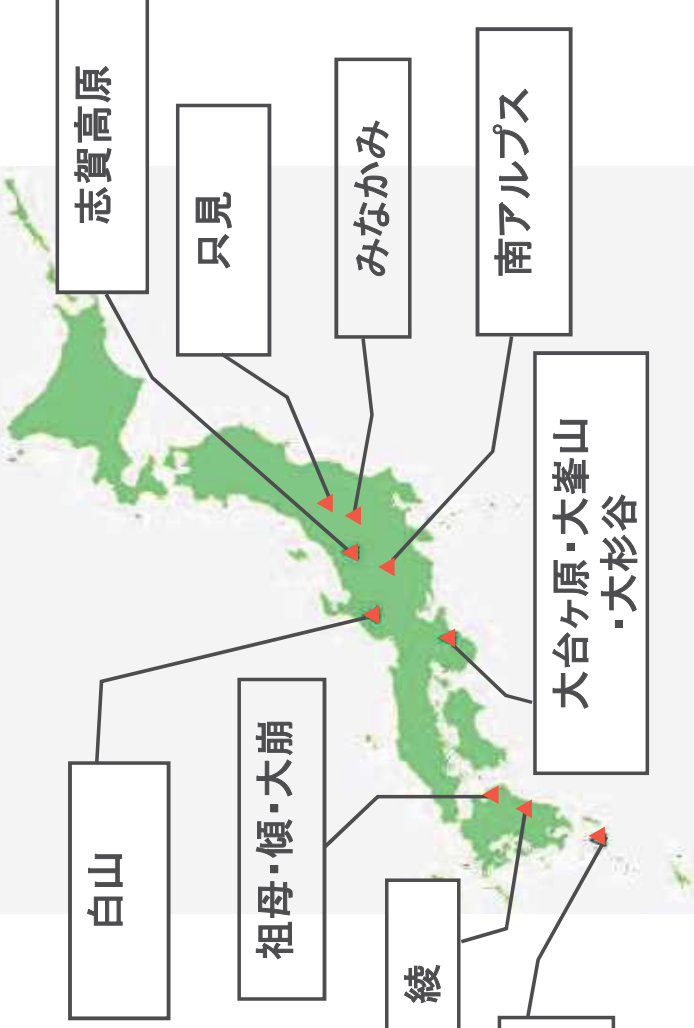 志賀高原
只見
みなかみ
南アルプス
大台ヶ原・大峯山
・大杉谷
白山
祖母・傾・大崩
綾